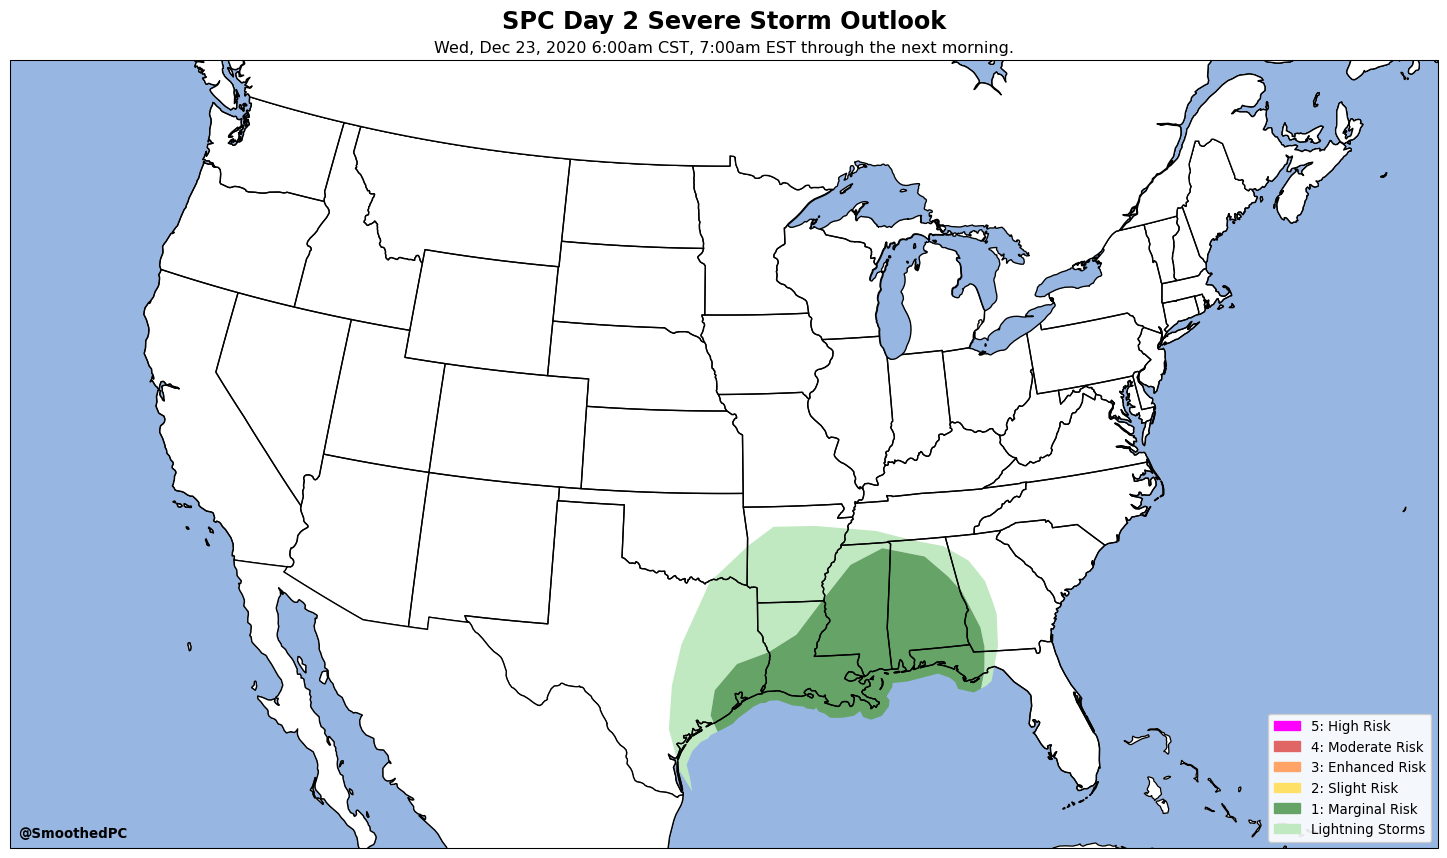 SPC Day 2 Severe Storm Outlook
Wed, Dec 23, 2020 6:00am CST, 7:00am EST through the next morning.
5: High Risk
4: Moderate Risk
3: Enhanced Risk
2: Slight Risk
1: Marginal Risk
Lightning Storms
@SmoothedPC